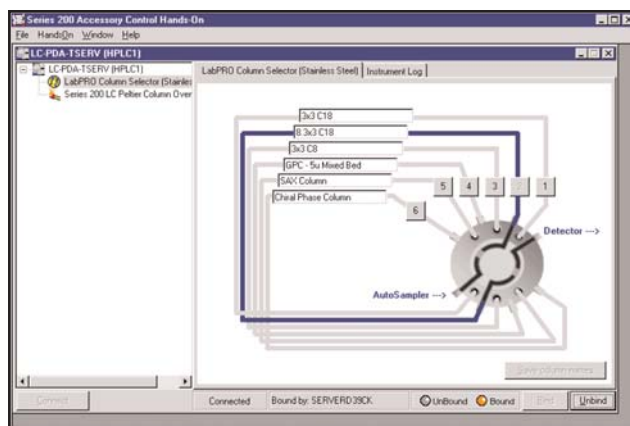 Series 200 Accessory Control Hands-On
File HandsOn Window Help
LC-PDA-TSERV (HPLC1)
LC-PDA-TSERV (HPLC1)
LabPRO Column Selector (Stainles
Series 200 LC Peltier Column Over
LabPRO Column Selector (Stainless Steel) Instrument Log
3x3 C18
8.3x3 C18
3x3 C8
GPC - 5u Mixed Bed
SAX Column
Chiral Phase Column
6 5 4 3 2 1
Detector --->
AutoSampler --->
Save column names
Connect Connected Bound by: SERVERD39CK UnBound Bound Bind Unbind